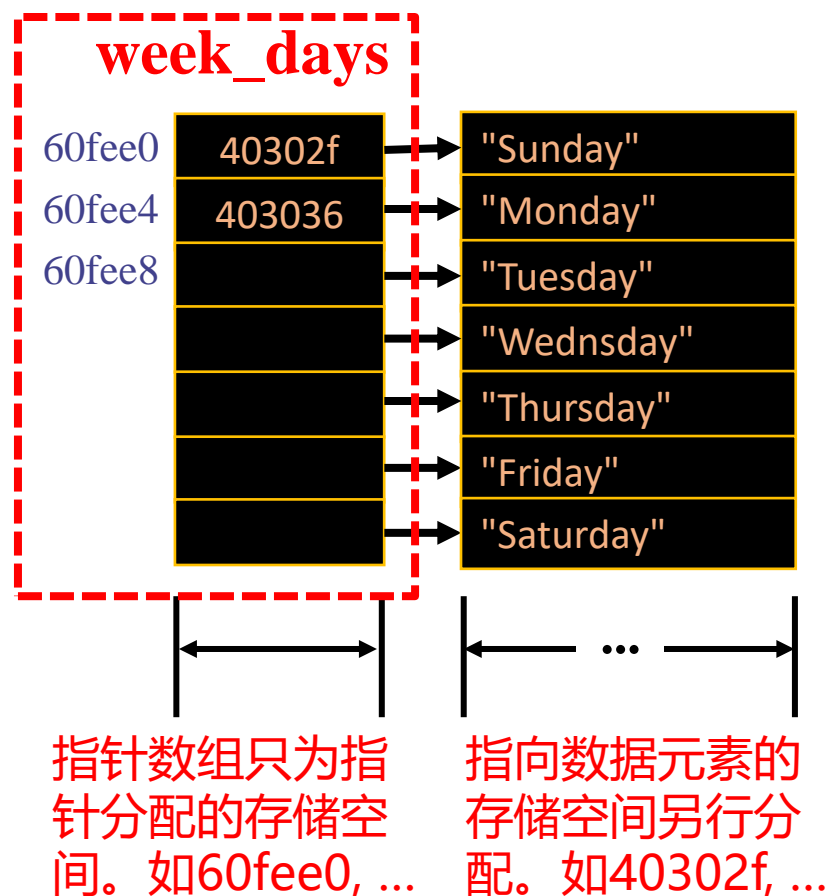 week_days
60fee0 40302f "Sunday"
60fee4 403036 "Monday"
60fee8 "Tuesday"
"Wednsday"
"Thursday"
"Friday"
"Saturday"
...
指针数组只为指
针分配的存储空
间。如60fee0, ...
指向数据元素的
存储空间另行分
配。如40302f, ...